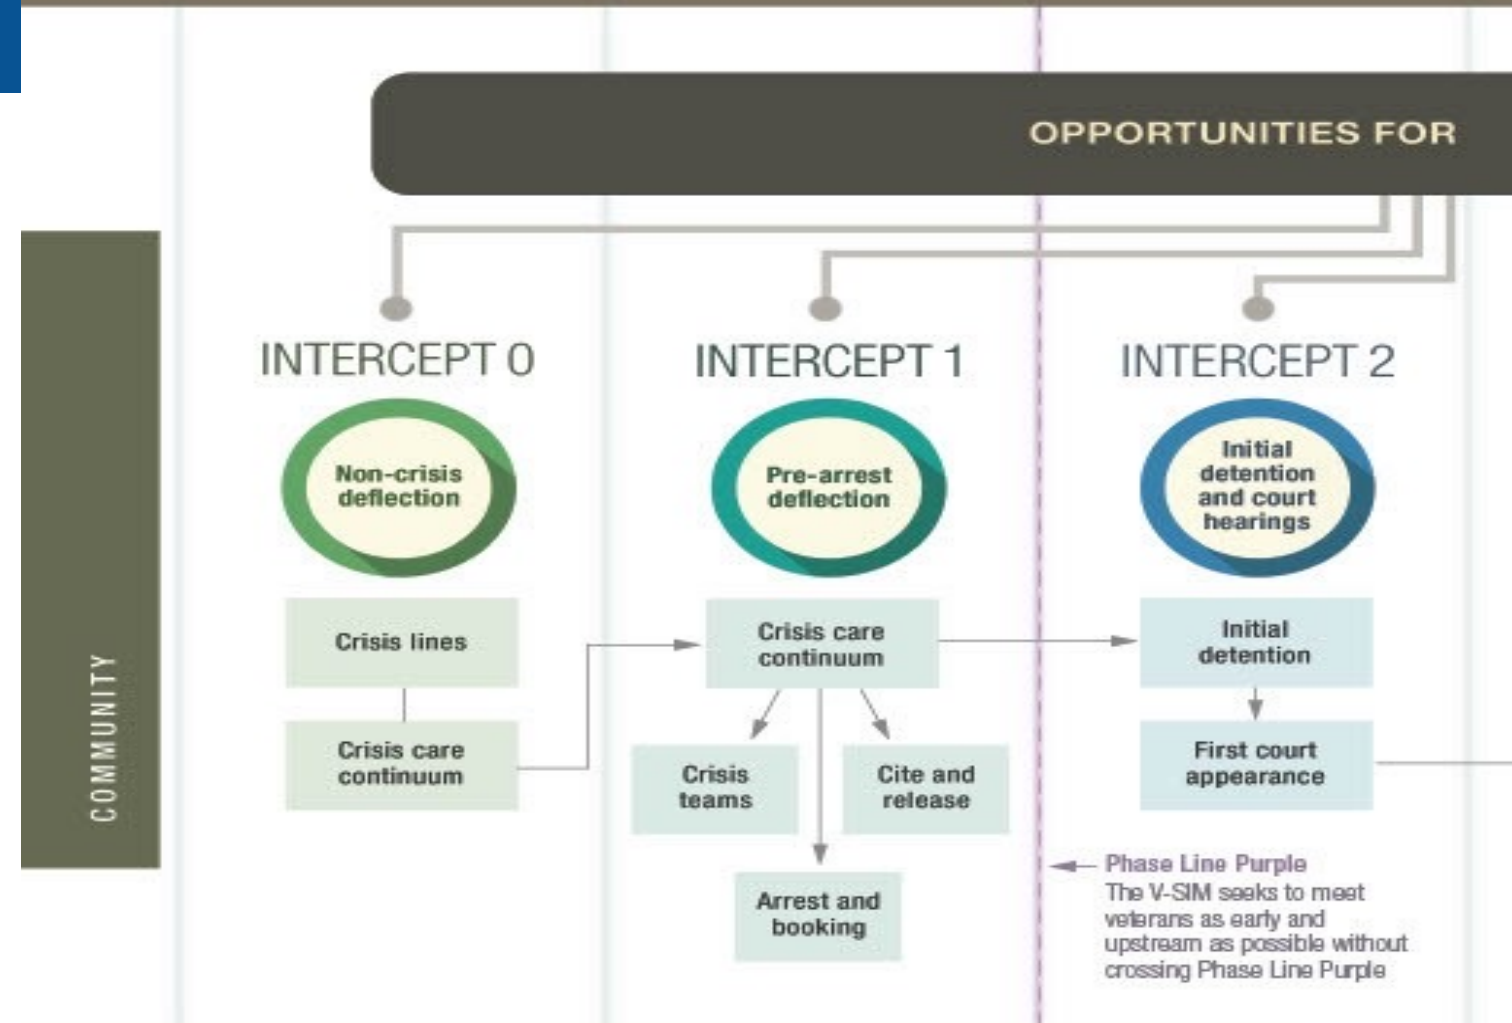 OPPORTUNITIES FOR
INTERCEPT 0
INTERCEPT 1
INTERCEPT 2
Non-crisis
deflection
Pre-arrest
deflection
Initial
detention
and court
hearings
Crisis lines
Crisis care
continuum
Crisis care
continuum
Crisis
teams
Cite and
release
Arrest and
booking
Initial
detention
First court
appearance
Phase Line Purple
The V-SIM seeks to meet
veterans as early and
upstream as possible without
crossing Phase Line Purple
COMMUNITY